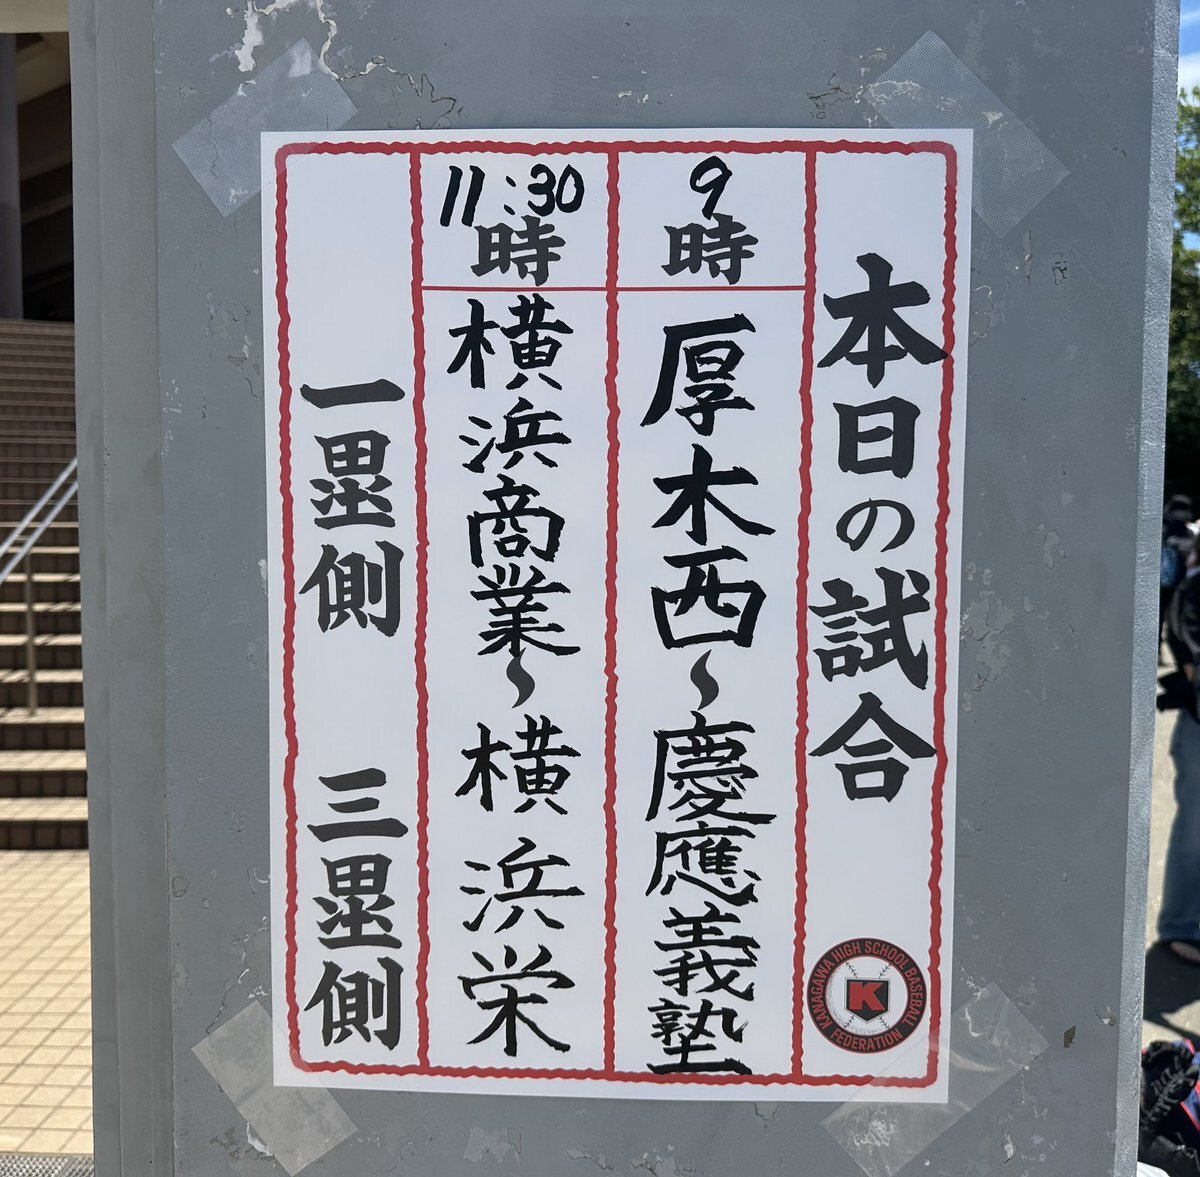 本日の試合
KANAGAWA HIGH SCHOOL BASEBALL
K
FEDERATION
9時
厚木西〜慶應義塾
11:30時
横浜商業〜横浜栄
一塁側 三塁側